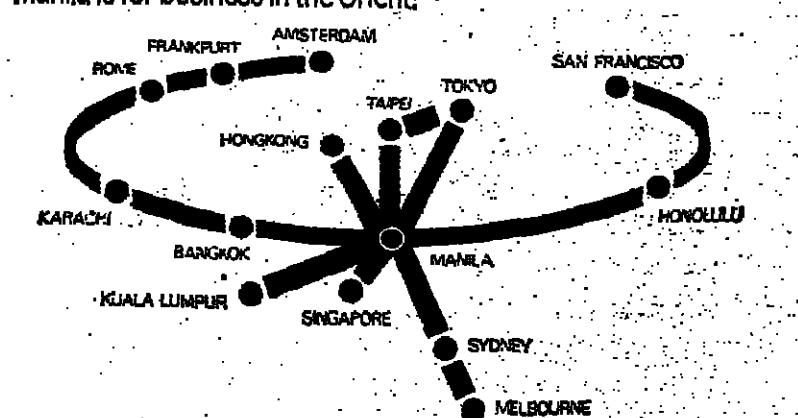 is for business in the Orient.
AMSTERDAM
FRANKFURT
ROME
SAN FRANCISCO
TOKYO
TAIPEI
HONGKONG
KARACHI
HONOLULU
BANGKOK
MANILA
KUALA LUMPUR
SINGAPORE
SYDNEY
MELBOURNE